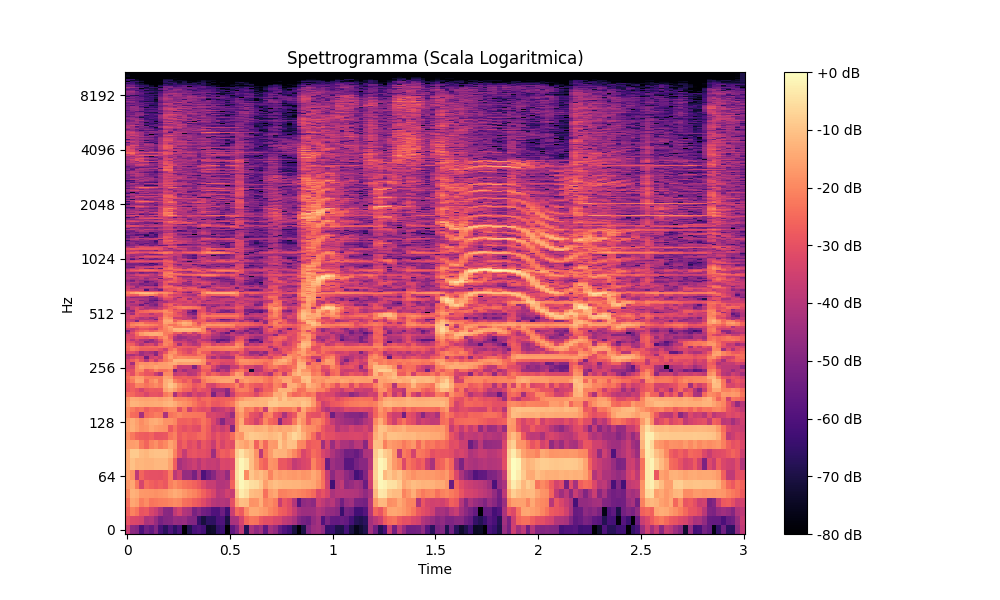 Spettrogramma (Scala Logaritmica)
Hz
8192
4096
2048
1024
512
256
128
64
0
0 0.5 1 1.5 2 2.5 3
Time
+0 dB
-10 dB
-20 dB
-30 dB
-40 dB
-50 dB
-60 dB
-70 dB
-80 dB